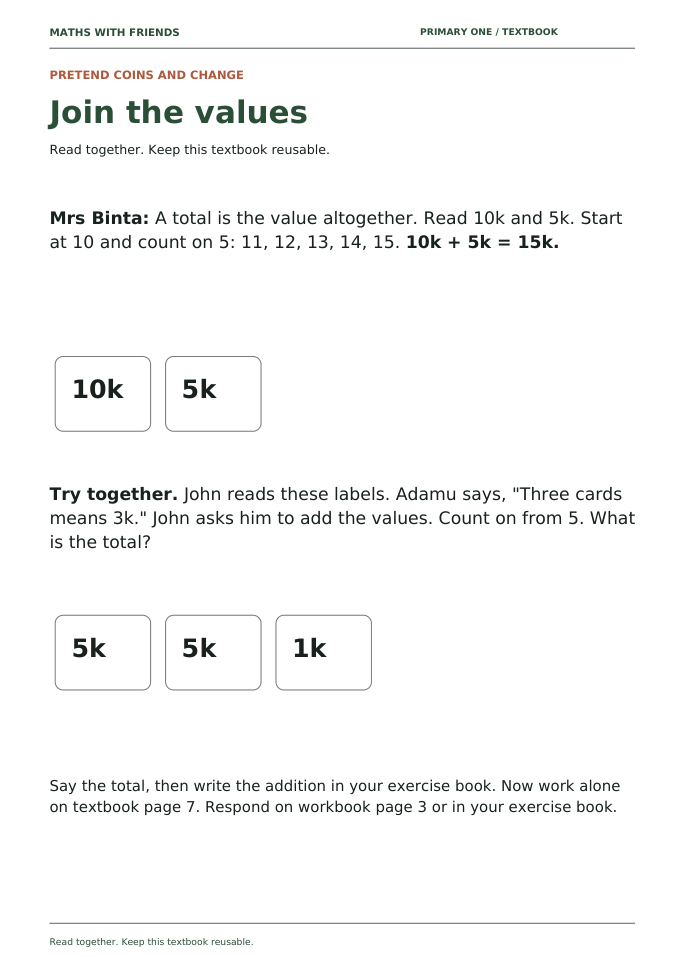 MATHS WITH FRIENDS
PRIMARY ONE / TEXTBOOK
PRETEND COINS AND CHANGE
Join the values
Read together. Keep this textbook reusable.
Mrs Binta: A total is the value altogether. Read 10k and 5k. Start
at 10 and count on 5: 11, 12, 13, 14, 15. 10k + 5k = 15k.
10k 5k
Try together. John reads these labels. Adamu says, "Three cards
means 3k." John asks him to add the values. Count on from 5. What
is the total?
5k 5k 1k
Say the total, then write the addition in your exercise book. Now work alone
on textbook page 7. Respond on workbook page 3 or in your exercise book.
Read together. Keep this textbook reusable.